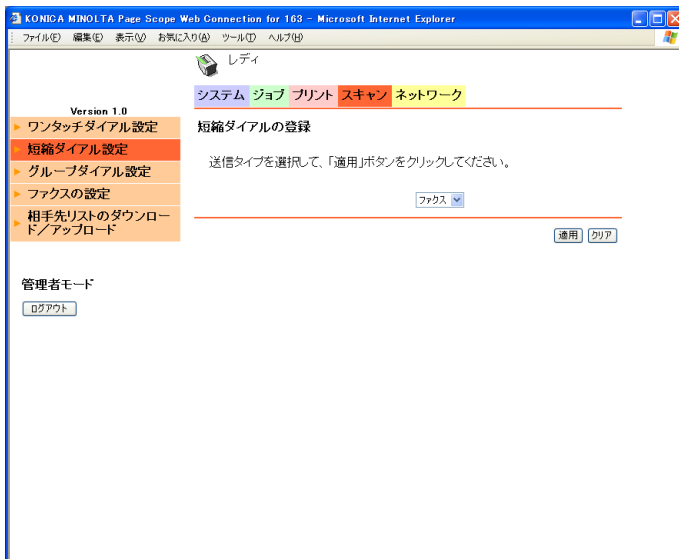 KONICA MINOLTA Page Scope Web Connection for 163 - Microsoft Internet Explorer
ファイル(F) 編集(E) 表示(V) お気に入り(A) ツール(T) ヘルプ(H)
レディ
システム ジョブ プリント スキャン ネットワーク
Version 1.0
ワンタッチダイアル設定
短縮ダイアル設定
グループダイアル設定
ファクスの設定
相手先リストのダウンロー
ド／アップロード
短縮ダイアルの登録
送信タイプを選択して、「適用」ボタンをクリックしてください。
ファクス
適用 クリア
管理者モード
ログアウト